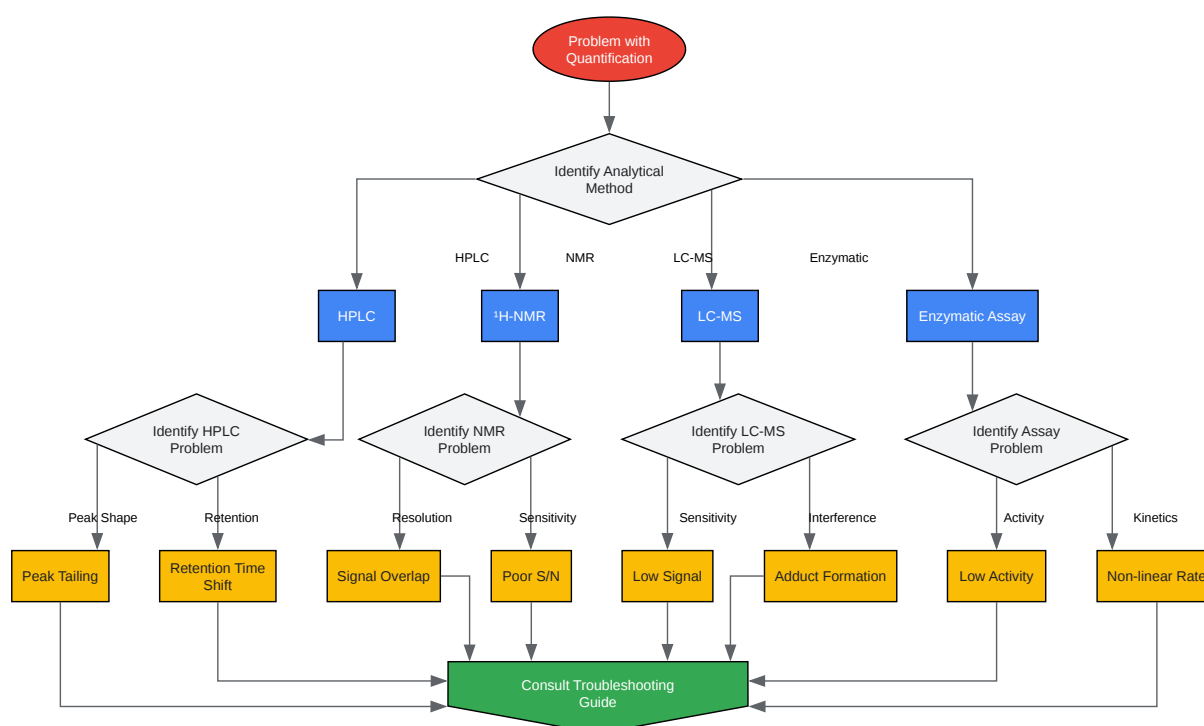 Problem with
Quantification
Identify Analytical
Method
HPLC
NMR
LC-MS
Enzymatic
HPLC
¹H-NMR
LC-MS
Enzymatic Assay
Identify HPLC
Problem
Identify NMR
Problem
Identify LC-MS
Problem
Identify Assay
Problem
Peak Shape
Retention
Resolution
Sensitivity
Sensitivity
Interference
Activity
Kinetics
Peak Tailing
Retention Time
Shift
Signal Overlap
Poor S/N
Low Signal
Adduct Formation
Low Activity
Non-linear Rate
Consult Troubleshooting
Guide